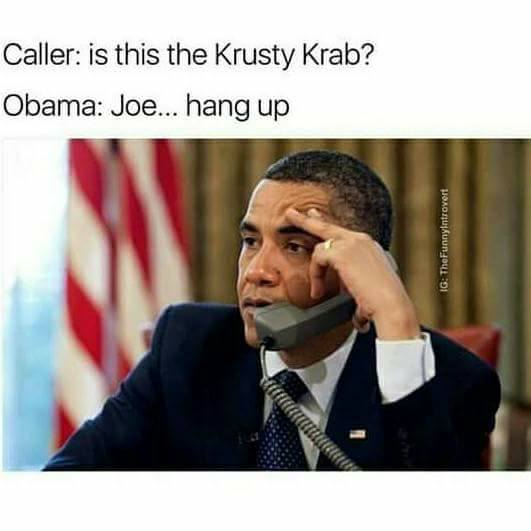 Caller: is this the Krusty Krab?
Obama: Joe... hang up
IG: TheFunnyIntrovert